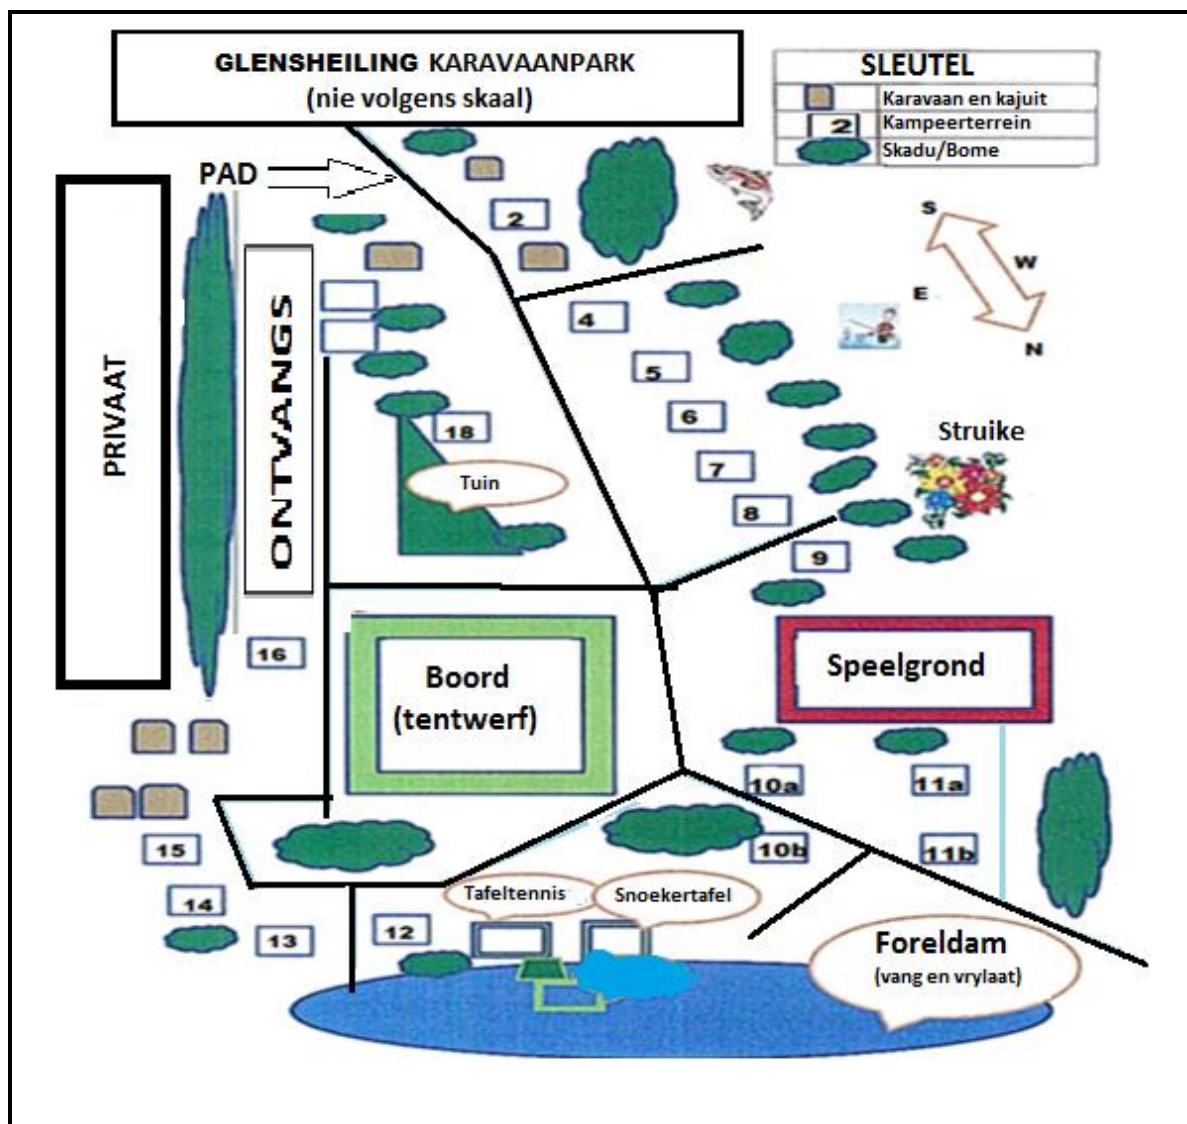 GLENSHEILING KARAVAANPARK
(nie volgens skaal)
SLEUTEL
Karavaan en kajuit
2 Kampeerterrein
Skadu/Bome
PAD
PRIVAAT
ONTVANGS
2
S
W
E
N
4
5
6
18
Struike
7
Tuin
8
9
16
Boord
(tentwerf)
Speelgrond
10a
11a
15
10b
11b
14
Tafeltennis
Snoekertafel
13
12
Foreldam
(vang en vrylaat)